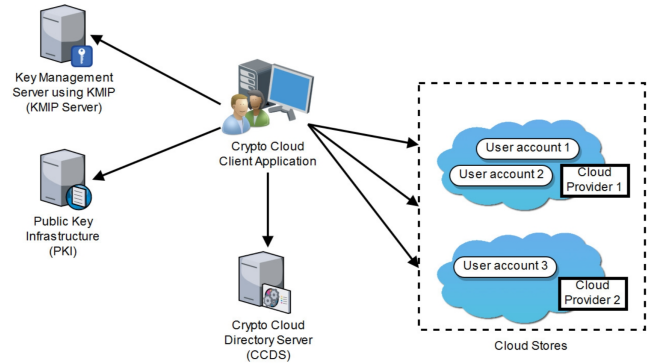 Key Management
Server using KMIP
(KMIP Server)
Crypto Cloud
Client Application
User account 1
User account 2
Cloud
Provider 1
Public Key
Infrastructure
(PKI)
User account 3
Cloud
Provider 2
Crypto Cloud
Directory Server
(CCDS)
Cloud Stores